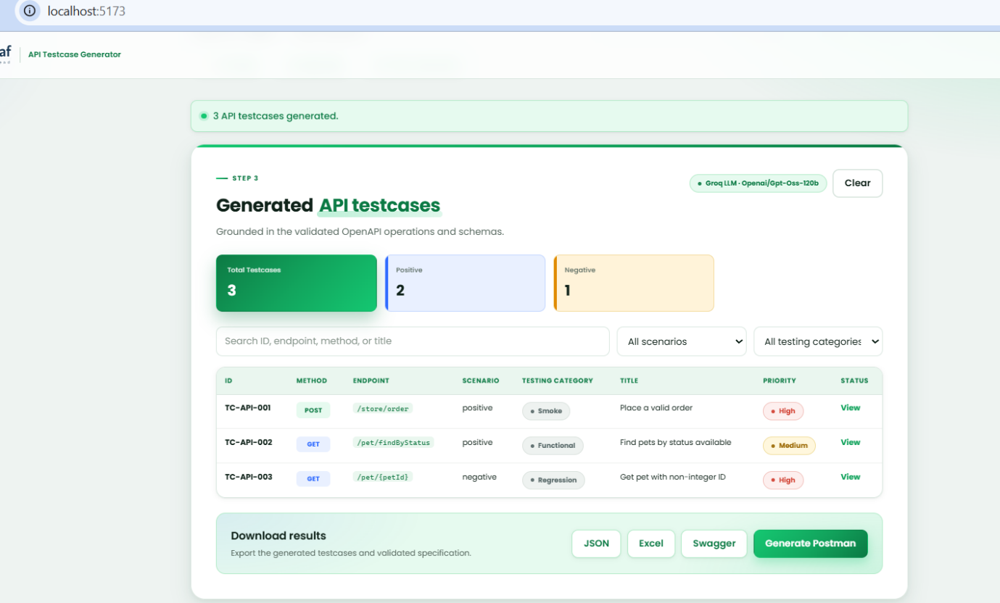 localhost:5173
af
API Testcase Generator
3 API testcases generated.
STEP 3
Groq LLM · Openai/Gpt-Oss-120b
Clear
Generated API testcases
Grounded in the validated OpenAPI operations and schemas.
Total Testcases
3
Positive
2
Negative
1
Search ID, endpoint, method, or title
All scenarios
All testing categories
ID METHOD ENDPOINT SCENARIO TESTING CATEGORY TITLE PRIORITY STATUS
TC-API-001 POST /store/order positive Smoke Place a valid order High View
TC-API-002 GET /pet/findByStatus positive Functional Find pets by status available Medium View
TC-API-003 GET /pet/{petId} negative Regression Get pet with non-integer ID High View
Download results
Export the generated testcases and validated specification.
JSON
Excel
Swagger
Generate Postman